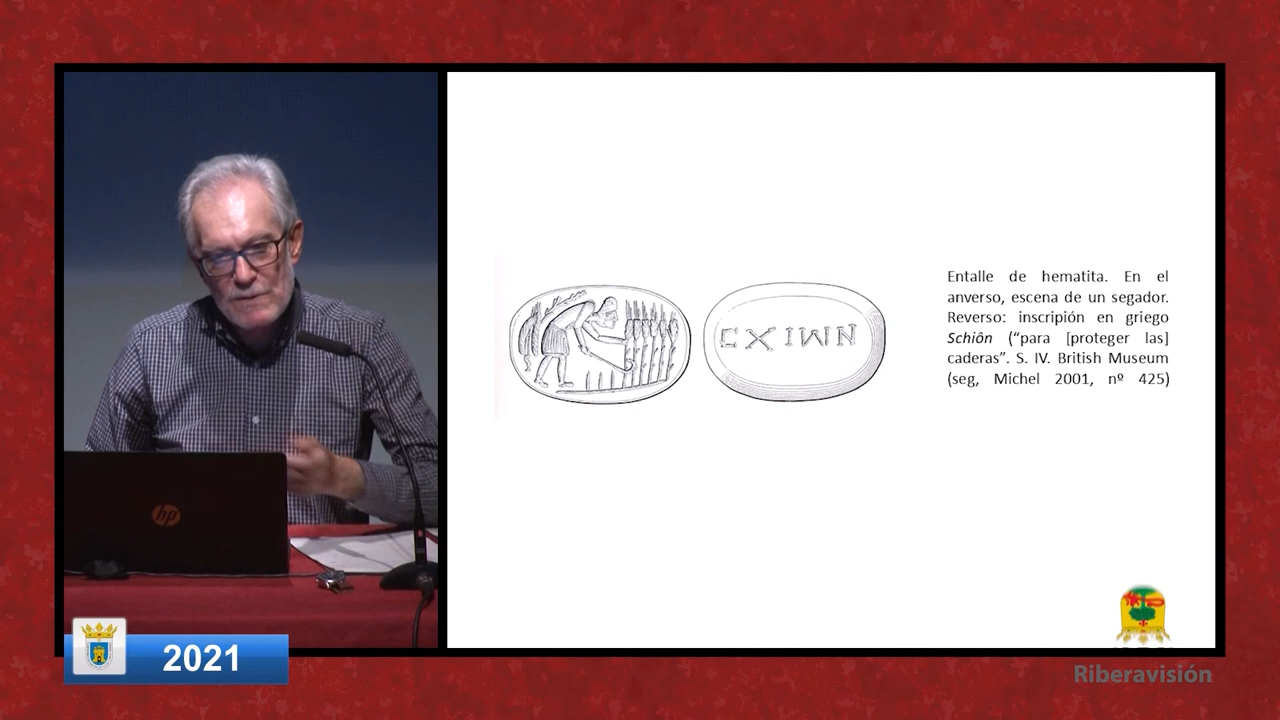 CXIWN
Entalle de hematita. En el
anverso, escena de un segador.
Reverso: inscripión en griego
Schiôn (“para [proteger las]
caderas”. S. IV. British Museum
(seg, Michel 2001, nº 425)
hp
2021
Riberavisión